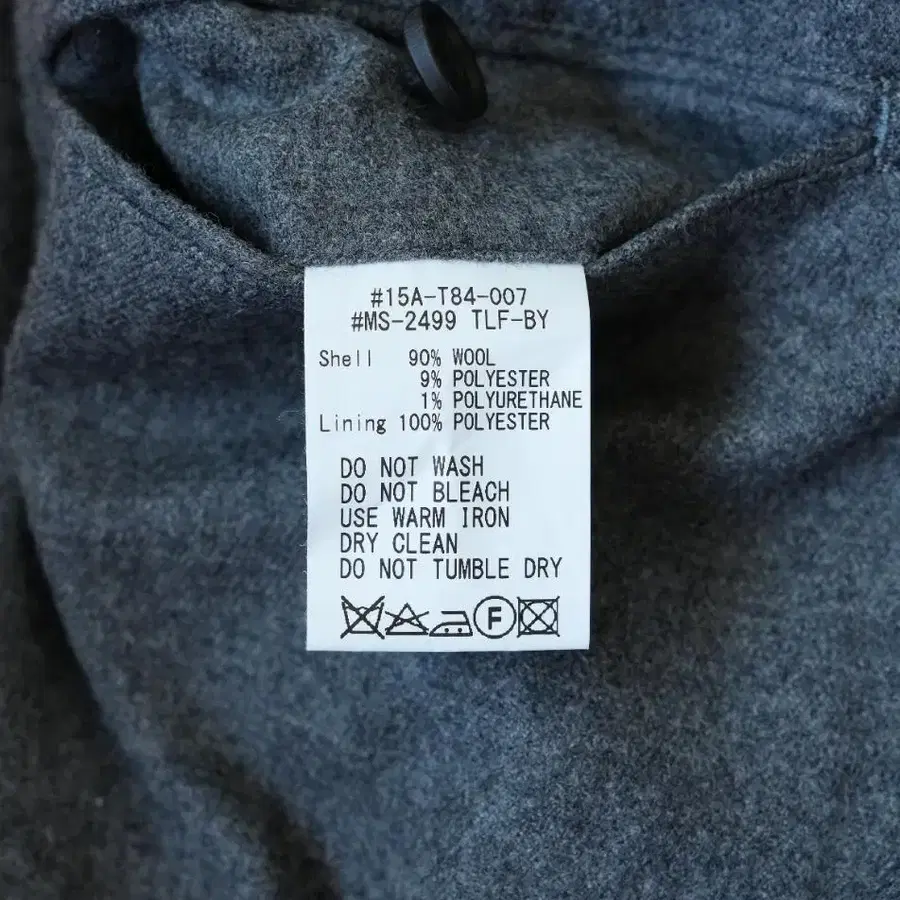 #15A-T84-007
#MS-2499 TLF-BY
Shell 90% WOOL
9% POLYESTER
1% POLYURETHANE
Lining 100% POLYESTER
DO NOT WASH
DO NOT BLEACH
USE WARM IRON
DRY CLEAN
DO NOT TUMBLE DRY
F